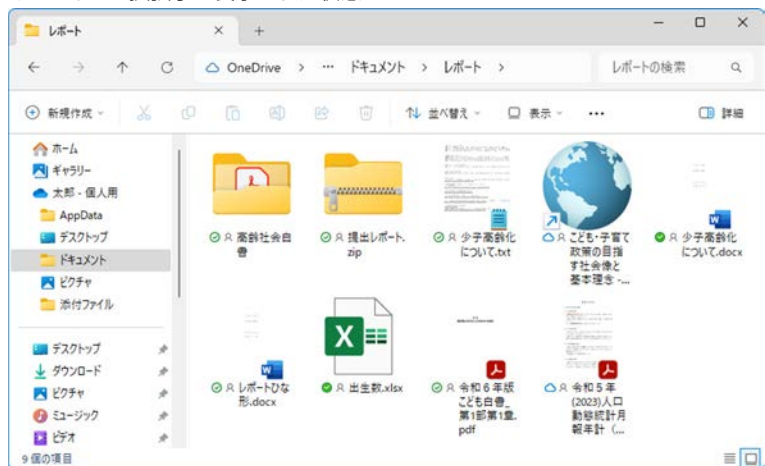 レポート
OneDrive > ... ドキュメント > レポート >
レポートの検索
新規作成
並べ替え
表示
詳細
ホーム
ギャラリー
太郎 - 個人用
AppData
デスクトップ
ドキュメント
ピクチャ
添付ファイル
デスクトップ
ダウンロード
ピクチャ
ミュージック
ビデオ
高齢社会白
書
提出レポート.
zip
少子高齢化
について.txt
こども・子育て
政策の目指
す社会像と
基本理念 -...
少子高齢化
について.docx
レポートひな
形.docx
出生数.xlsx
令和6年版
こども白書_
第1部第1章.
pdf
令和5年
(2023)人口
動態統計月
報年計（...
9 個の項目